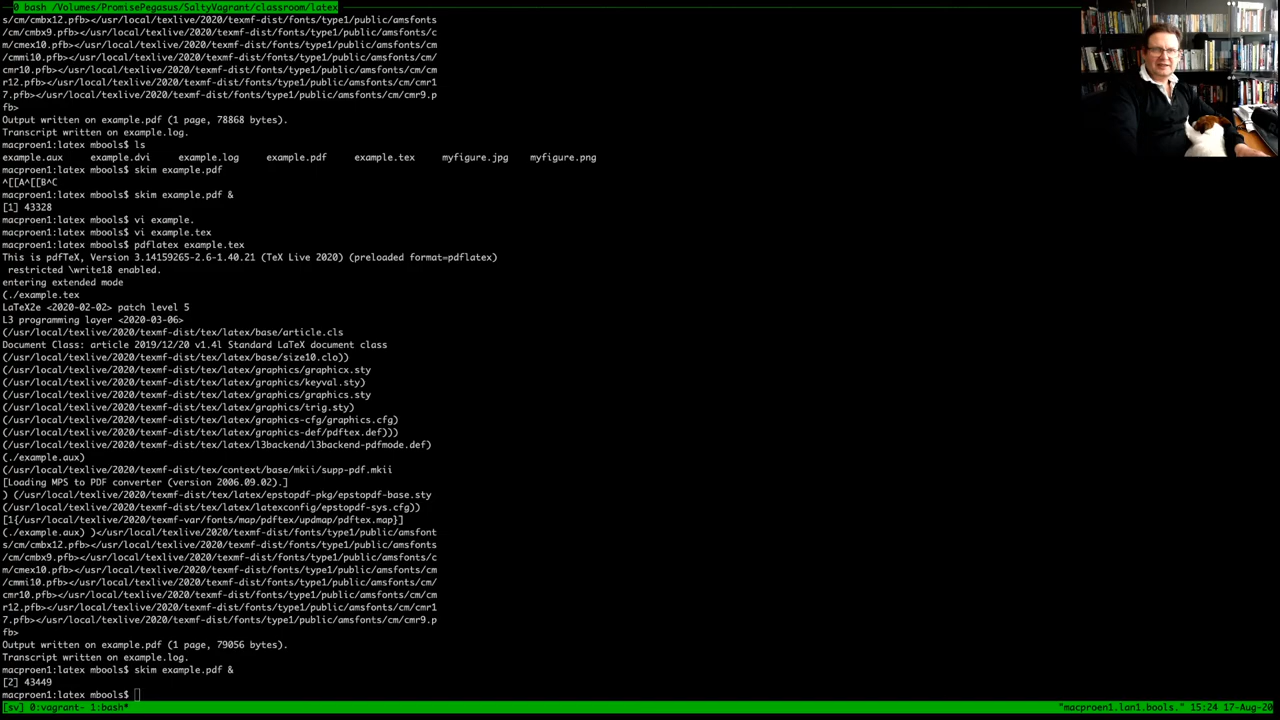 0 bash /Volumes/PromisePegasus/SaltyVagrant/classroom/latex
s/cm/cmbx12.pfb></usr/local/texlive/2020/texmf-dist/fonts/type1/public/amsfonts
/cm/cmbx9.pfb></usr/local/texlive/2020/texmf-dist/fonts/type1/public/amsfonts/c
m/cmex10.pfb></usr/local/texlive/2020/texmf-dist/fonts/type1/public/amsfonts/cm
/cmmi10.pfb></usr/local/texlive/2020/texmf-dist/fonts/type1/public/amsfonts/cm/
cmr10.pfb></usr/local/texlive/2020/texmf-dist/fonts/type1/public/amsfonts/cm/cm
r12.pfb></usr/local/texlive/2020/texmf-dist/fonts/type1/public/amsfonts/cm/cmr1
7.pfb></usr/local/texlive/2020/texmf-dist/fonts/type1/public/amsfonts/cm/cmr9.p
fb>
Output written on example.pdf (1 page, 78868 bytes).
Transcript written on example.log.
macproen1:latex mbools$ ls
example.aux example.dvi example.log example.pdf example.tex myfigure.jpg myfigure.png
macproen1:latex mbools$ skim example.pdf
^[[A^[[B^C
macproen1:latex mbools$ skim example.pdf &
[1] 43328
macproen1:latex mbools$ vi example.
macproen1:latex mbools$ vi example.tex
macproen1:latex mbools$ pdflatex example.tex
This is pdfTeX, Version 3.14159265-2.6-1.40.21 (TeX Live 2020) (preloaded format=pdflatex)
restricted \write18 enabled.
entering extended mode
(./example.tex
LaTeX2e <2020-02-02> patch level 5
L3 programming layer <2020-03-06>
(/usr/local/texlive/2020/texmf-dist/tex/latex/base/article.cls
Document Class: article 2019/12/20 v1.4l Standard LaTeX document class
(/usr/local/texlive/2020/texmf-dist/tex/latex/base/size10.clo))
(/usr/local/texlive/2020/texmf-dist/tex/latex/graphics/graphicx.sty
(/usr/local/texlive/2020/texmf-dist/tex/latex/graphics/keyval.sty)
(/usr/local/texlive/2020/texmf-dist/tex/latex/graphics/graphics.sty
(/usr/local/texlive/2020/texmf-dist/tex/latex/graphics/trig.sty)
(/usr/local/texlive/2020/texmf-dist/tex/latex/graphics-cfg/graphics.cfg)
(/usr/local/texlive/2020/texmf-dist/tex/latex/graphics-def/pdftex.def)))
(/usr/local/texlive/2020/texmf-dist/tex/latex/l3backend/l3backend-pdfmode.def)
(./example.aux)
(/usr/local/texlive/2020/texmf-dist/tex/context/base/mkii/supp-pdf.mkii
[Loading MPS to PDF converter (version 2006.09.02).]
) (/usr/local/texlive/2020/texmf-dist/tex/latex/epstopdf-pkg/epstopdf-base.sty
(/usr/local/texlive/2020/texmf-dist/tex/latex/latexconfig/epstopdf-sys.cfg))
[1{/usr/local/texlive/2020/texmf-var/fonts/map/pdftex/updmap/pdftex.map}]
(./example.aux) )</usr/local/texlive/2020/texmf-dist/fonts/type1/public/amsfont
s/cm/cmbx12.pfb></usr/local/texlive/2020/texmf-dist/fonts/type1/public/amsfonts
/cm/cmbx9.pfb></usr/local/texlive/2020/texmf-dist/fonts/type1/public/amsfonts/c
m/cmex10.pfb></usr/local/texlive/2020/texmf-dist/fonts/type1/public/amsfonts/cm
/cmmi10.pfb></usr/local/texlive/2020/texmf-dist/fonts/type1/public/amsfonts/cm/
cmr10.pfb></usr/local/texlive/2020/texmf-dist/fonts/type1/public/amsfonts/cm/cm
r12.pfb></usr/local/texlive/2020/texmf-dist/fonts/type1/public/amsfonts/cm/cmr1
7.pfb></usr/local/texlive/2020/texmf-dist/fonts/type1/public/amsfonts/cm/cmr9.p
fb>
Output written on example.pdf (1 page, 79056 bytes).
Transcript written on example.log.
macproen1:latex mbools$ skim example.pdf &
[2] 43449
macproen1:latex mbools$
[sv] 0:vagrant- 1:bash* "macproen1.lan1.bools." 15:24 17-Aug-20